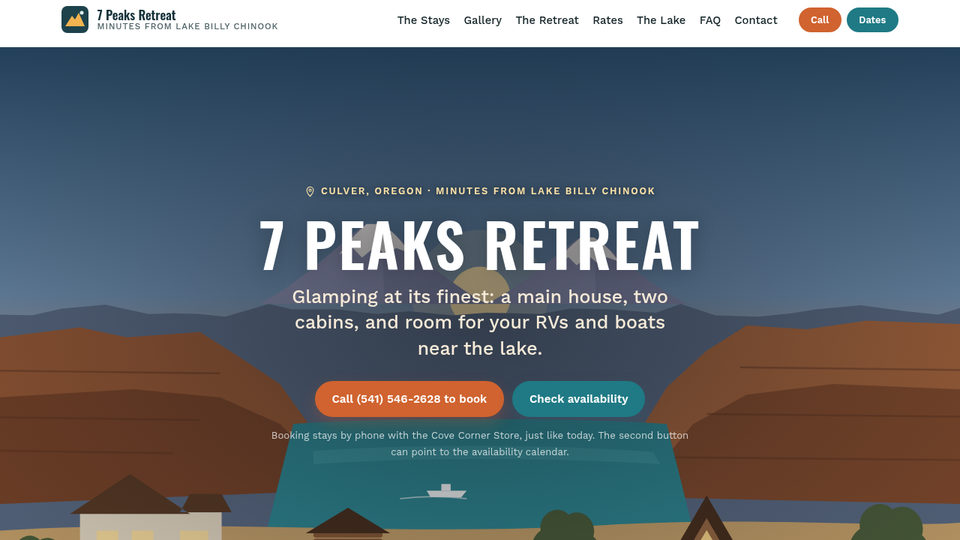 7 Peaks Retreat
MINUTES FROM LAKE BILLY CHINOOK
The Stays Gallery The Retreat Rates The Lake FAQ Contact Call Dates
CULVER, OREGON · MINUTES FROM LAKE BILLY CHINOOK
7 PEAKS RETREAT
Glamping at its finest: a main house, two
cabins, and room for your RVs and boats
near the lake.
Call (541) 546-2628 to book Check availability
Booking stays by phone with the Cove Corner Store, just like today. The second button
can point to the availability calendar.